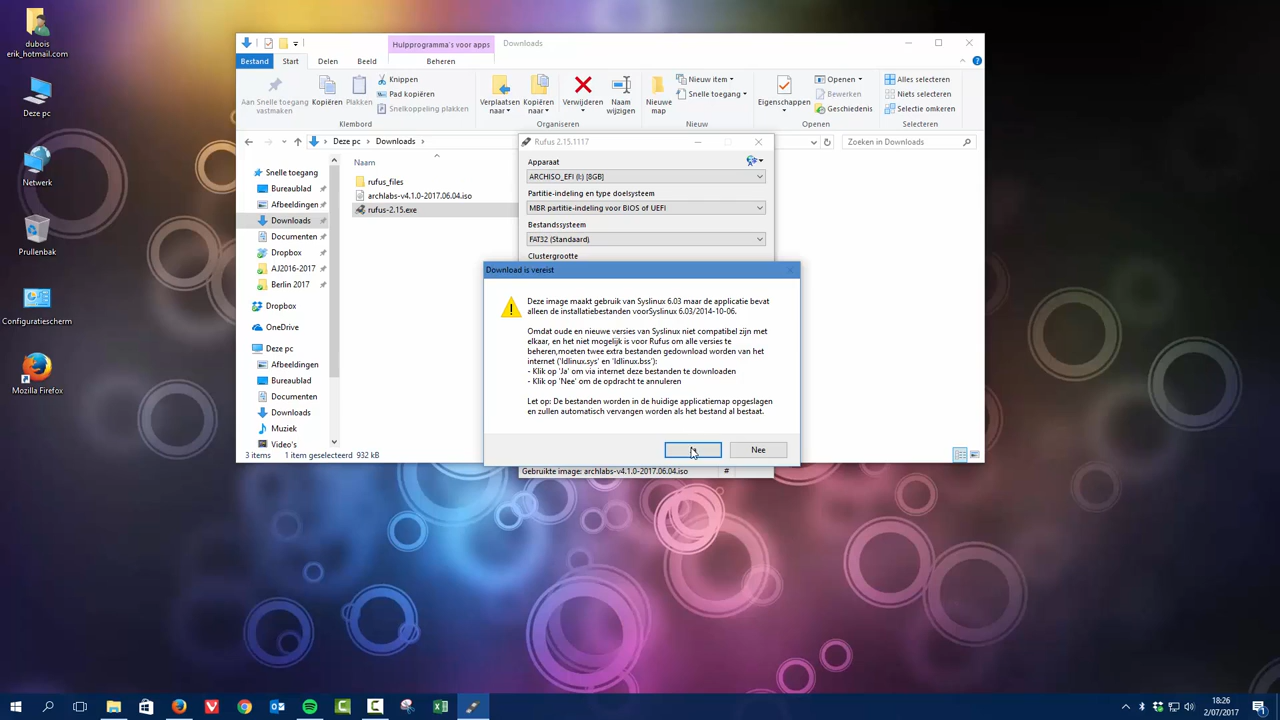 dubois
erik_hotmail.com
Deze pc
Netwerk
Prullenbak
Configuratiescherm
Mozilla Firefox
Hulpprogramma's voor apps
Downloads
Bestand
Start
Delen
Beeld
Beheren
Aan Snelle toegang
vastmaken
Kopiëren
Plakken
Knippen
Pad kopiëren
Snelkoppeling plakken
Klembord
Verplaatsen
naar
Kopiëren
naar
Verwijderen
Naam
wijzigen
Organiseren
Nieuwe
map
Nieuw item
Snelle toegang
Nieuw
Eigenschappen
Openen
Bewerken
Geschiedenis
Openen
Alles selecteren
Niets selecteren
Selectie omkeren
Selecteren
Deze pc
Downloads
Zoeken in Downloads
Snelle toegang
Bureaublad
Afbeeldingen
Downloads
Documenten
Dropbox
AJ2016-2017
Berlin 2017
Dropbox
OneDrive
Deze pc
Afbeeldingen
Bureaublad
Documenten
Downloads
Muziek
Video's
Naam
rufus_files
archlabs-v4.1.0-2017.06.04.iso
rufus-2.15.exe
3 items
1 item geselecteerd 932 kB
Rufus 2.15.1117
Apparaat
ARCHISO_EFI (I:) [8GB]
Partitie-indeling en type doelsysteem
MBR partitie-indeling voor BIOS of UEFI
Bestandssysteem
FAT32 (Standaard)
Clustergrootte
Download is vereist
Deze image maakt gebruik van Syslinux 6.03 maar de applicatie bevat
alleen de installatiebestanden voorSyslinux 6.03/2014-10-06.
Omdat oude en nieuwe versies van Syslinux niet compatibel zijn met
elkaar, en het niet mogelijk is voor Rufus om alle versies te
beheren,moeten twee extra bestanden gedownload worden van het
internet ('ldlinux.sys' en 'ldlinux.bss'):
- Klik op 'Ja' om via internet deze bestanden te downloaden
- Klik op 'Nee' om de opdracht te annuleren
Let op: De bestanden worden in de huidige applicatiemap opgeslagen
en zullen automatisch vervangen worden als het bestand al bestaat.
Nee
Gebruikte image: archlabs-v4.1.0-2017.06.04.iso
#
18:26
2/07/2017